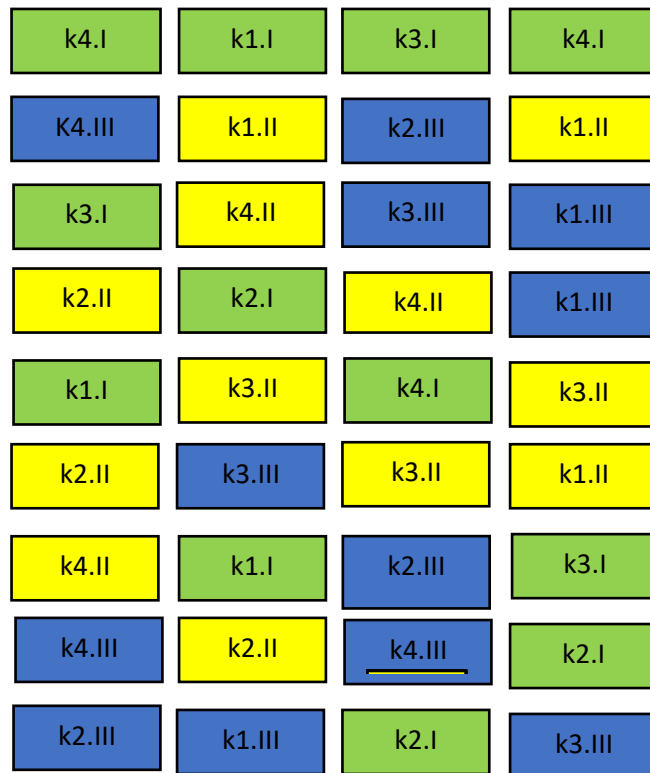 k4.I k1.I k3.I k4.I
K4.III k1.II k2.III k1.II
k3.I k4.II k3.III k1.III
k2.II k2.I k4.II k1.III
k1.I k3.II k4.I k3.II
k2.II k3.III k3.II k1.II
k4.II k1.I k2.III k3.I
k4.III k2.II k4.III k2.I
k2.III k1.III k2.I k3.III